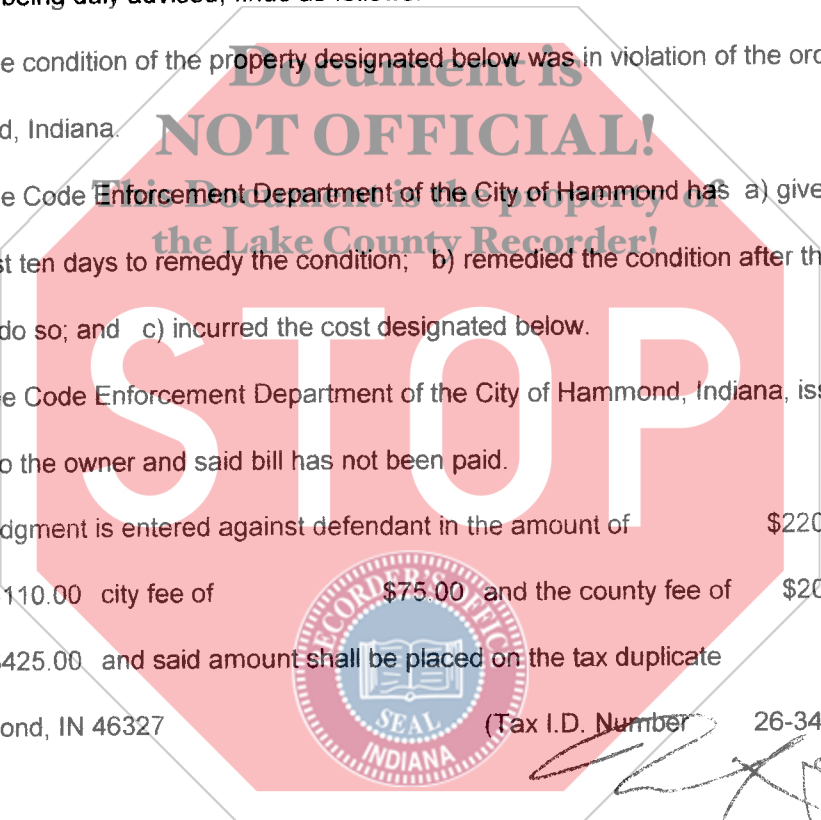 being duly advised, finds as follows:
e condition of the property designated below was in violation of the ord
d, Indiana.
e Code Enforcement Department of the City of Hammond has a) give
st ten days to remedy the condition; b) remedied the condition after th
do so; and c) incurred the cost designated below.
e Code Enforcement Department of the City of Hammond, Indiana, iss
o the owner and said bill has not been paid.
dgment is entered against defendant in the amount of $220
110.00 city fee of $75.00 and the county fee of $20
425.00 and said amount shall be placed on the tax duplicate
ond, IN 46327 (Tax I.D. Number 26-34
Document is
NOT OFFICIAL!
This Document is the property of
the Lake County Recorder!
STOP
RECORDER'S OFFICE
SEAL
INDIANA